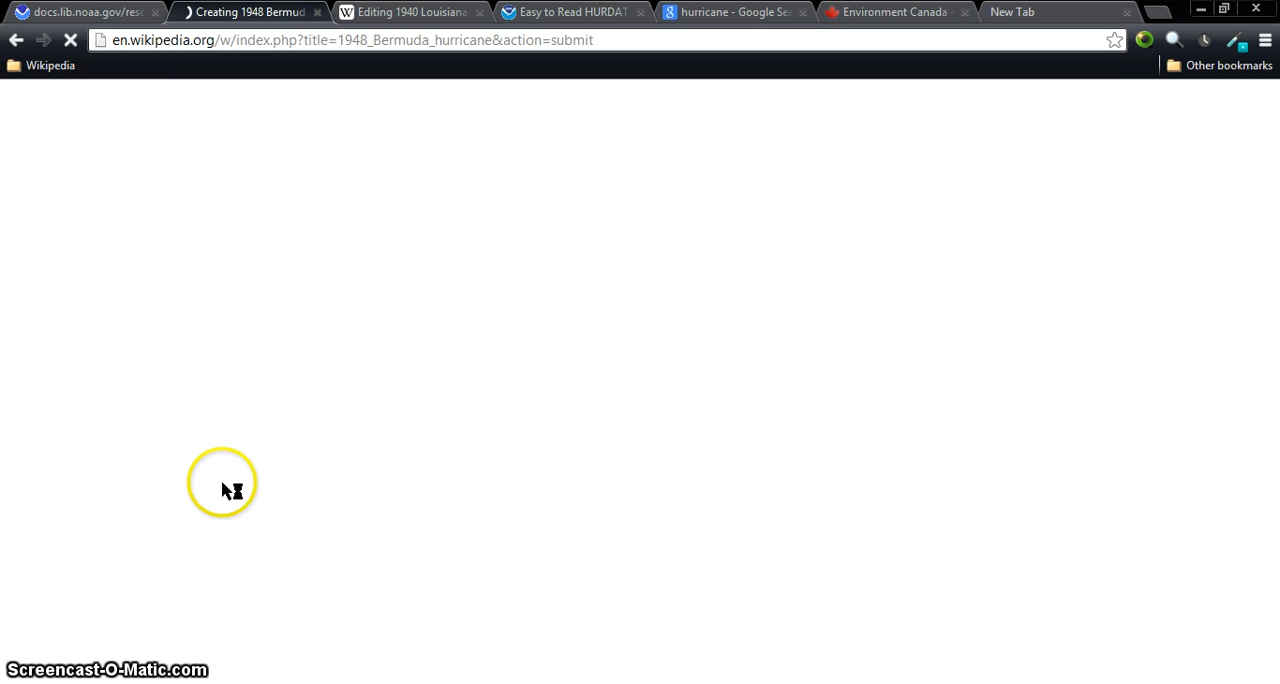 docs.lib.noaa.gov/resc
Creating 1948 Bermud
Editing 1940 Louisiana
Easy to Read HURDAT
hurricane - Google Sea
Environment Canada -
New Tab
en.wikipedia.org/w/index.php?title=1948_Bermuda_hurricane&action=submit
Wikipedia
Other bookmarks
Screencast-O-Matic.com